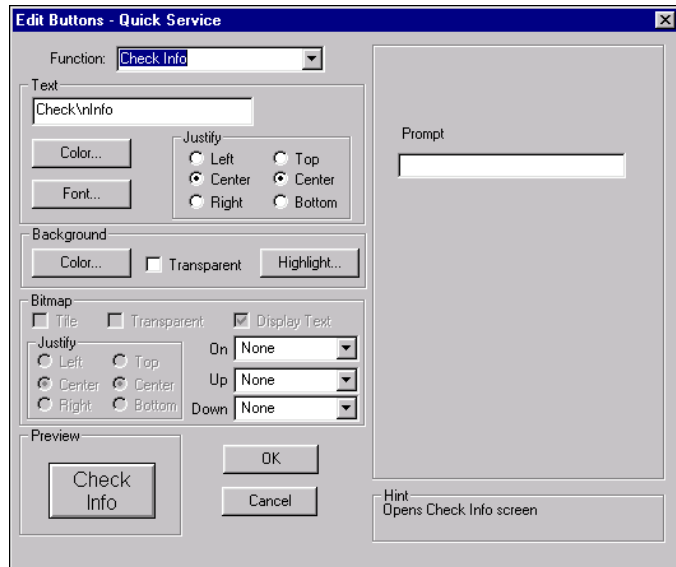 Edit Buttons - Quick Service
Function: Check Info
Text
Check\nInfo
Color...
Font...
Justify
Left Top
Center Center
Right Bottom
Background
Color... Transparent Highlight...
Bitmap
Tile Transparent Display Text
Justify
Left Top
Center Center
Right Bottom
On None
Up None
Down None
Preview
Check
Info
OK
Cancel
Prompt
Hint
Opens Check Info screen